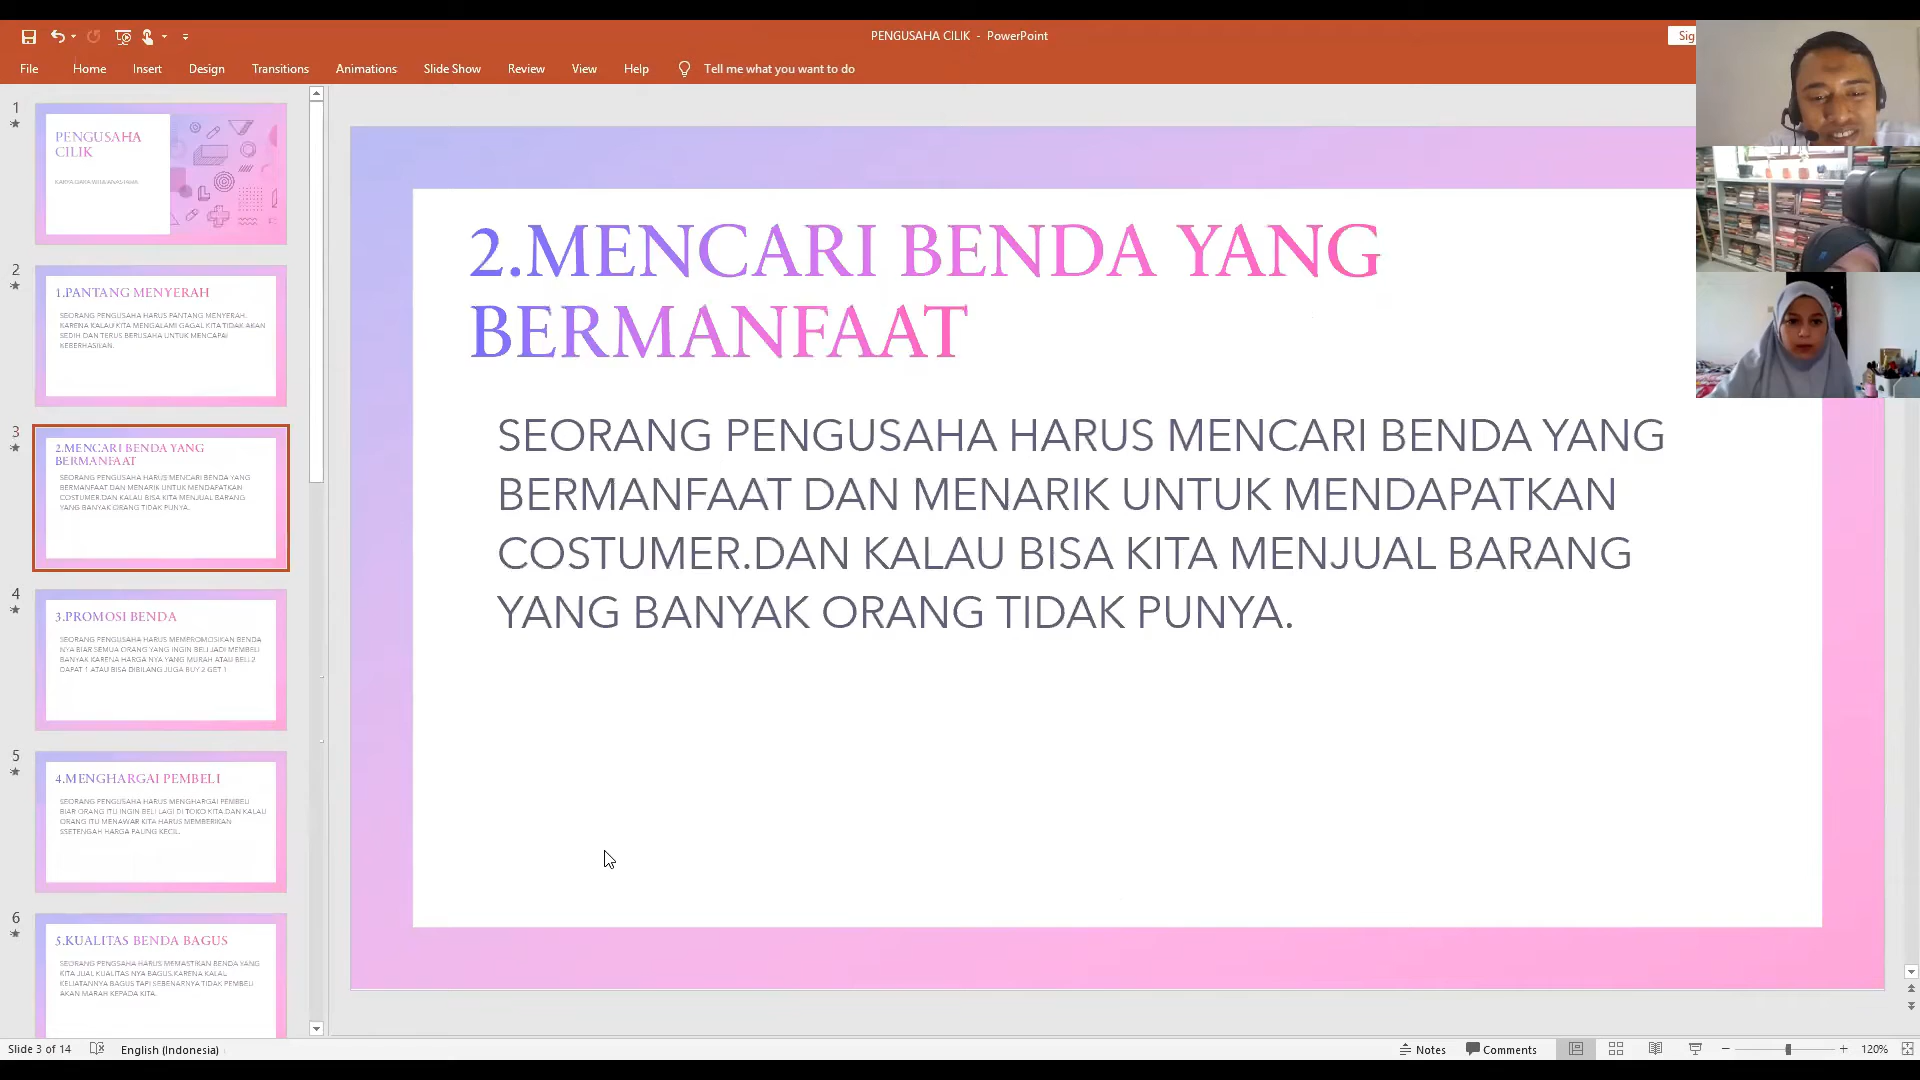 PENGUSAHA CILIK - PowerPoint
Sig
File Home Insert Design Transitions Animations Slide Show Review View Help Tell me what you want to do
1
PENGUSAHA
CILIK
2
1.PANTANG MENYERAH
SEORANG PENGUSAHA HARUS PANTANG MENYERAH.
KARENA KALAU KITA MENGALAMI GAGAL KITA TIDAK AKAN
SEDIH DAN TERUS BERUSAHA UNTUK MENCAPAI
KEBERHASILAN.
3
2.MENCARI BENDA YANG
BERMANFAAT
SEORANG PENGUSAHA HARUS MENCARI BENDA YANG
BERMANFAAT DAN MENARIK UNTUK MENDAPATKAN
COSTUMER.DAN KALAU BISA KITA MENJUAL BARANG
YANG BANYAK ORANG TIDAK PUNYA.
4
3.PROMOSI BENDA
SEORANG PENGUSAHA HARUS MEMPROMOSIKAN BENDA
NYA BIAR SEMUA ORANG YANG INGIN BELI JADI MEMBELI
BANYAK KARENA HARGA NYA YANG MURAH ATAU BELI 2
DAPAT 1 ATAU BISA DIBILANG JUGA BUY 2 GET 1
5
4.MENGHARGAI PEMBELI
SEORANG PENGUSAHA HARUS MENGHARGAI PEMBELI
BIAR ORANG ITU INGIN BELI LAGI DI TOKO KITA.DAN KALAU
ORANG ITU MENAWAR KITA HARUS MEMBERIKAN
SSETENGAH HARGA PALING KECIL.
6
5.KUALITAS BENDA BAGUS
SEORANG PENGSAHA HARUS MEMASTIKAN BENDA YANG
KITA JUAL KUALITAS NYA BAGUS.KARENA KALAU
KELIATANNYA BAGUS TAPI SEBENARNYA TIDAK PEMBELI
AKAN MARAH KEPADA KITA.
2.MENCARI BENDA YANG
BERMANFAAT
SEORANG PENGUSAHA HARUS MENCARI BENDA YANG
BERMANFAAT DAN MENARIK UNTUK MENDAPATKAN
COSTUMER.DAN KALAU BISA KITA MENJUAL BARANG
YANG BANYAK ORANG TIDAK PUNYA.
Slide 3 of 14 English (Indonesia) Notes Comments 120%